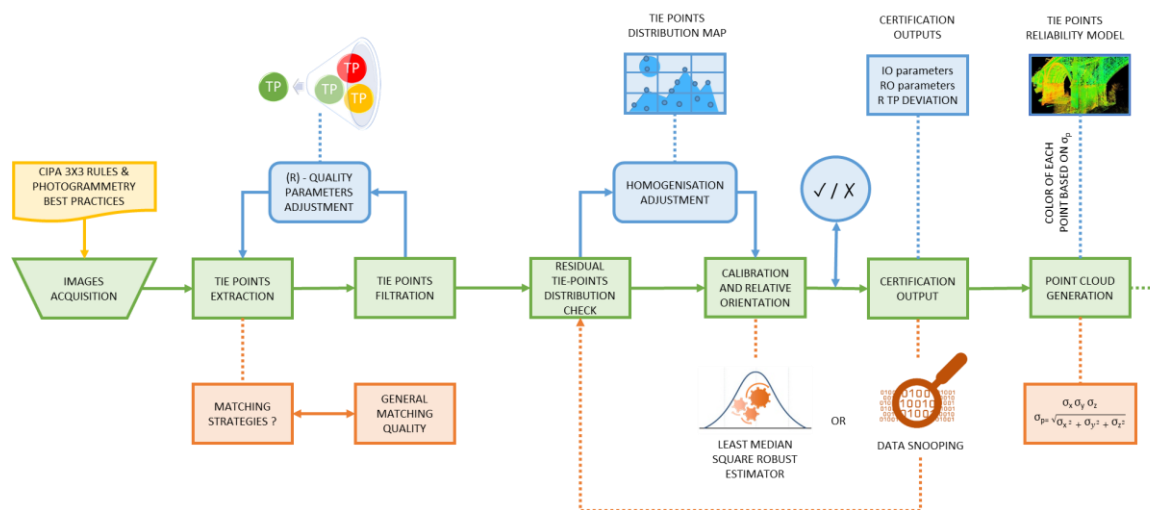 TIE POINTS
DISTRIBUTION MAP
CERTIFICATION
OUTPUTS
TIE POINTS
RELIABILITY MODEL
TP
TP
TP
TP
IO parameters
RO parameters
R TP DEVIATION
COLOR OF EACH
POINT BASED ON σp
CIPA 3X3 RULES &
PHOTOGRAMMETRY
BEST PRACTICES
(R) - QUALITY
PARAMETERS
ADJUSTMENT
HOMOGENISATION
ADJUSTMENT
✓ / X
IMAGES
ACQUISITION
TIE POINTS
EXTRACTION
TIE POINTS
FILTRATION
RESIDUAL
TIE-POINTS
DISTRIBUTION
CHECK
CALIBRATION
AND RELATIVE
ORIENTATION
CERTIFICATION
OUTPUT
POINT CLOUD
GENERATION
MATCHING
STRATEGIES ?
GENERAL
MATCHING
QUALITY
LEAST MEDIAN
SQUARE ROBUST
ESTIMATOR
OR
DATA SNOOPING
σx σy σz
σp= √σx² + σy² + σz²